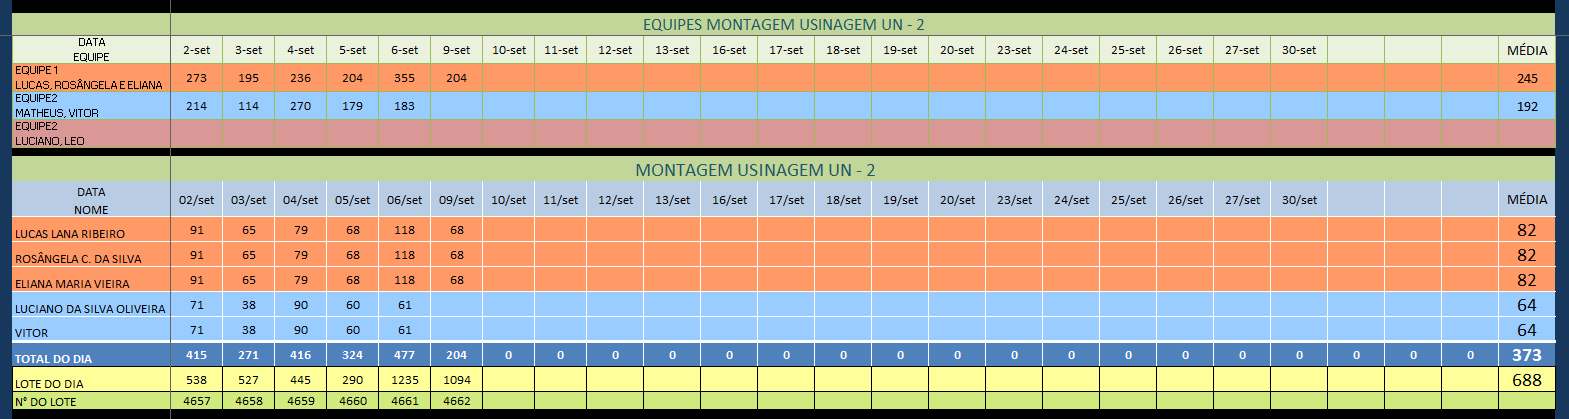 EQUIPES MONTAGEM USINAGEM UN - 2
DATA
EQUIPE 2-set 3-set 4-set 5-set 6-set 9-set 10-set 11-set 12-set 13-set 16-set 17-set 18-set 19-set 20-set 23-set 24-set 25-set 26-set 27-set 30-set MÉDIA
EQUIPE 1
LUCAS, ROSÂNGELA E ELIANA 273 195 236 204 355 204 245
EQUIPE2
MATHEUS, VITOR 214 114 270 179 183 192
EQUIPE2
LUCIANO, LEO
MONTAGEM USINAGEM UN - 2
DATA
NOME 02/set 03/set 04/set 05/set 06/set 09/set 10/set 11/set 12/set 13/set 16/set 17/set 18/set 19/set 20/set 23/set 24/set 25/set 26/set 27/set 30/set MÉDIA
LUCAS LANA RIBEIRO 91 65 79 68 118 68 82
ROSÂNGELA C. DA SILVA 91 65 79 68 118 68 82
ELIANA MARIA VIEIRA 91 65 79 68 118 68 82
LUCIANO DA SILVA OLIVEIRA 71 38 90 60 61 64
VITOR 71 38 90 60 61 64
TOTAL DO DIA 415 271 416 324 477 204 0 0 0 0 0 0 0 0 0 0 0 0 0 0 0 0 0 0 373
LOTE DO DIA 538 527 445 290 1235 1094 688
N° DO LOTE 4657 4658 4659 4660 4661 4662